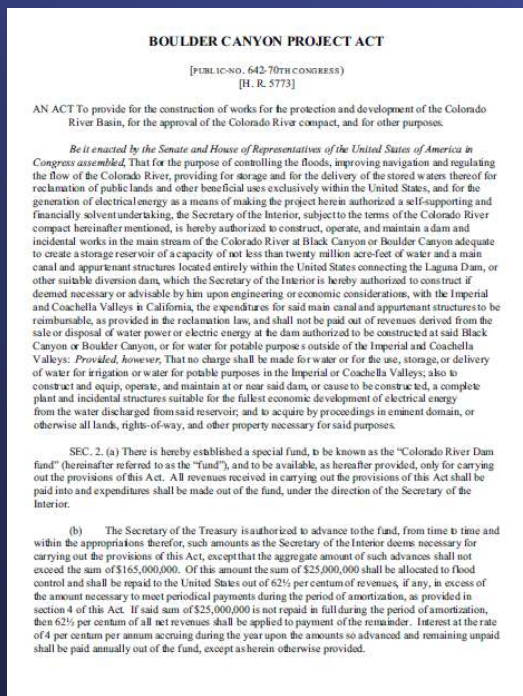 BOULDER CANYON PROJECT ACT
[PUBLIC-NO. 642-70TH CONGRESS)
[H. R. 5773]
AN ACT To provide for the construction of works for the protection and development of the Colorado
River Basin, for the approval of the Colorado River compact, and for other purposes.
Be it enacted by the Senate and House of Representatives of the United States of America in
Congress assembled, That for the purpose of controlling the floods, improving navigation and regulating
the flow of the Colorado River, providing for storage and for the delivery of the stored waters thereof for
reclamation of public lands and other beneficial uses exclusively within the United States, and for the
generation of electrical energy as a means of making the project herein authorized a self-supporting and
financially solvent undertaking, the Secretary of the Interior, subject to the terms of the Colorado River
compact hereinafter mentioned, is hereby authorized to construct, operate, and maintain a dam and
incidental works in the main stream of the Colorado River at Black Canyon or Boulder Canyon adequate
to create a storage reservoir of a capacity of not less than twenty million acre-feet of water and a main
canal and appurtenant structures located entirely within the United States connecting the Laguna Dam, or
other suitable diversion dam, which the Secretary of the Interior is hereby authorized to construct if
deemed necessary or advisable by him upon engineering or economic considerations, with the Imperial
and Coachella Valleys in California, the expenditures for said main canal and appurtenant structures to be
reimbursable, as provided in the reclamation law, and shall not be paid out of revenues derived from the
sale or disposal of water power or electric energy at the dam authorized to be constructed at said Black
Canyon or Boulder Canyon, or for water for potable purposes outside of the Imperial and Coachella
Valleys: Provided, however, That no charge shall be made for water or for the use, storage, or delivery
of water for irrigation or water for potable purposes in the Imperial or Coachella Valleys; also to
construct and equip, operate, and maintain at or near said dam, or cause to be constructed, a complete
plant and incidental structures suitable for the fullest economic development of electrical energy
from the water discharged from said reservoir; and to acquire by proceedings in eminent domain, or
otherwise all lands, rights-of-way, and other property necessary for said purposes.
SEC. 2. (a) There is hereby established a special fund, to be known as the “Colorado River Dam
fund” (hereinafter referred to as the “fund”), and to be available, as hereafter provided, only for carrying
out the provisions of this Act. All revenues received in carrying out the provisions of this Act shall be
paid into and expenditures shall be made out of the fund, under the direction of the Secretary of the
Interior.
(b) The Secretary of the Treasury is authorized to advance to the fund, from time to time and
within the appropriations therefor, such amounts as the Secretary of the Interior deems necessary for
carrying out the provisions of this Act, except that the aggregate amount of such advances shall not
exceed the sum of $165,000,000. Of this amount the sum of $25,000,000 shall be allocated to flood
control and shall be repaid to the United States out of 62½ per centum of revenues, if any, in excess of
the amount necessary to meet periodical payments during the period of amortization, as provided in
section 4 of this Act. If said sum of $25,000,000 is not repaid in full during the period of amortization,
then 62½ per centum of all net revenues shall be applied to payment of the remainder. Interest at the rate
of 4 per centum per annum accruing during the year upon the amounts so advanced and remaining unpaid
shall be paid annually out of the fund, except as herein otherwise provided.